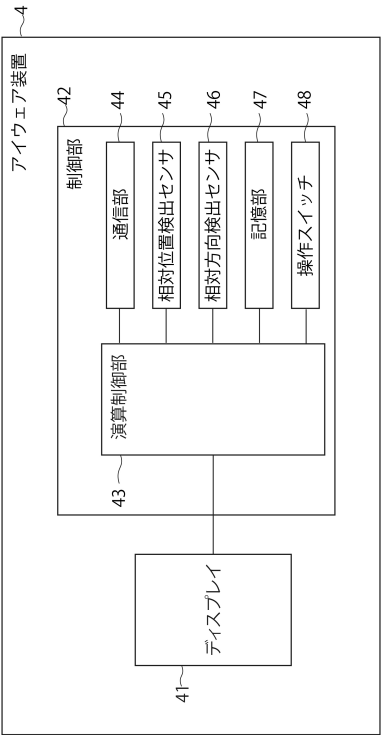 4
アイウェア装置
42
制御部
44
通信部
45
相対位置検出センサ
46
相対方向検出センサ
47
記憶部
48
操作スイッチ
演算制御部
43
ディスプレイ
41